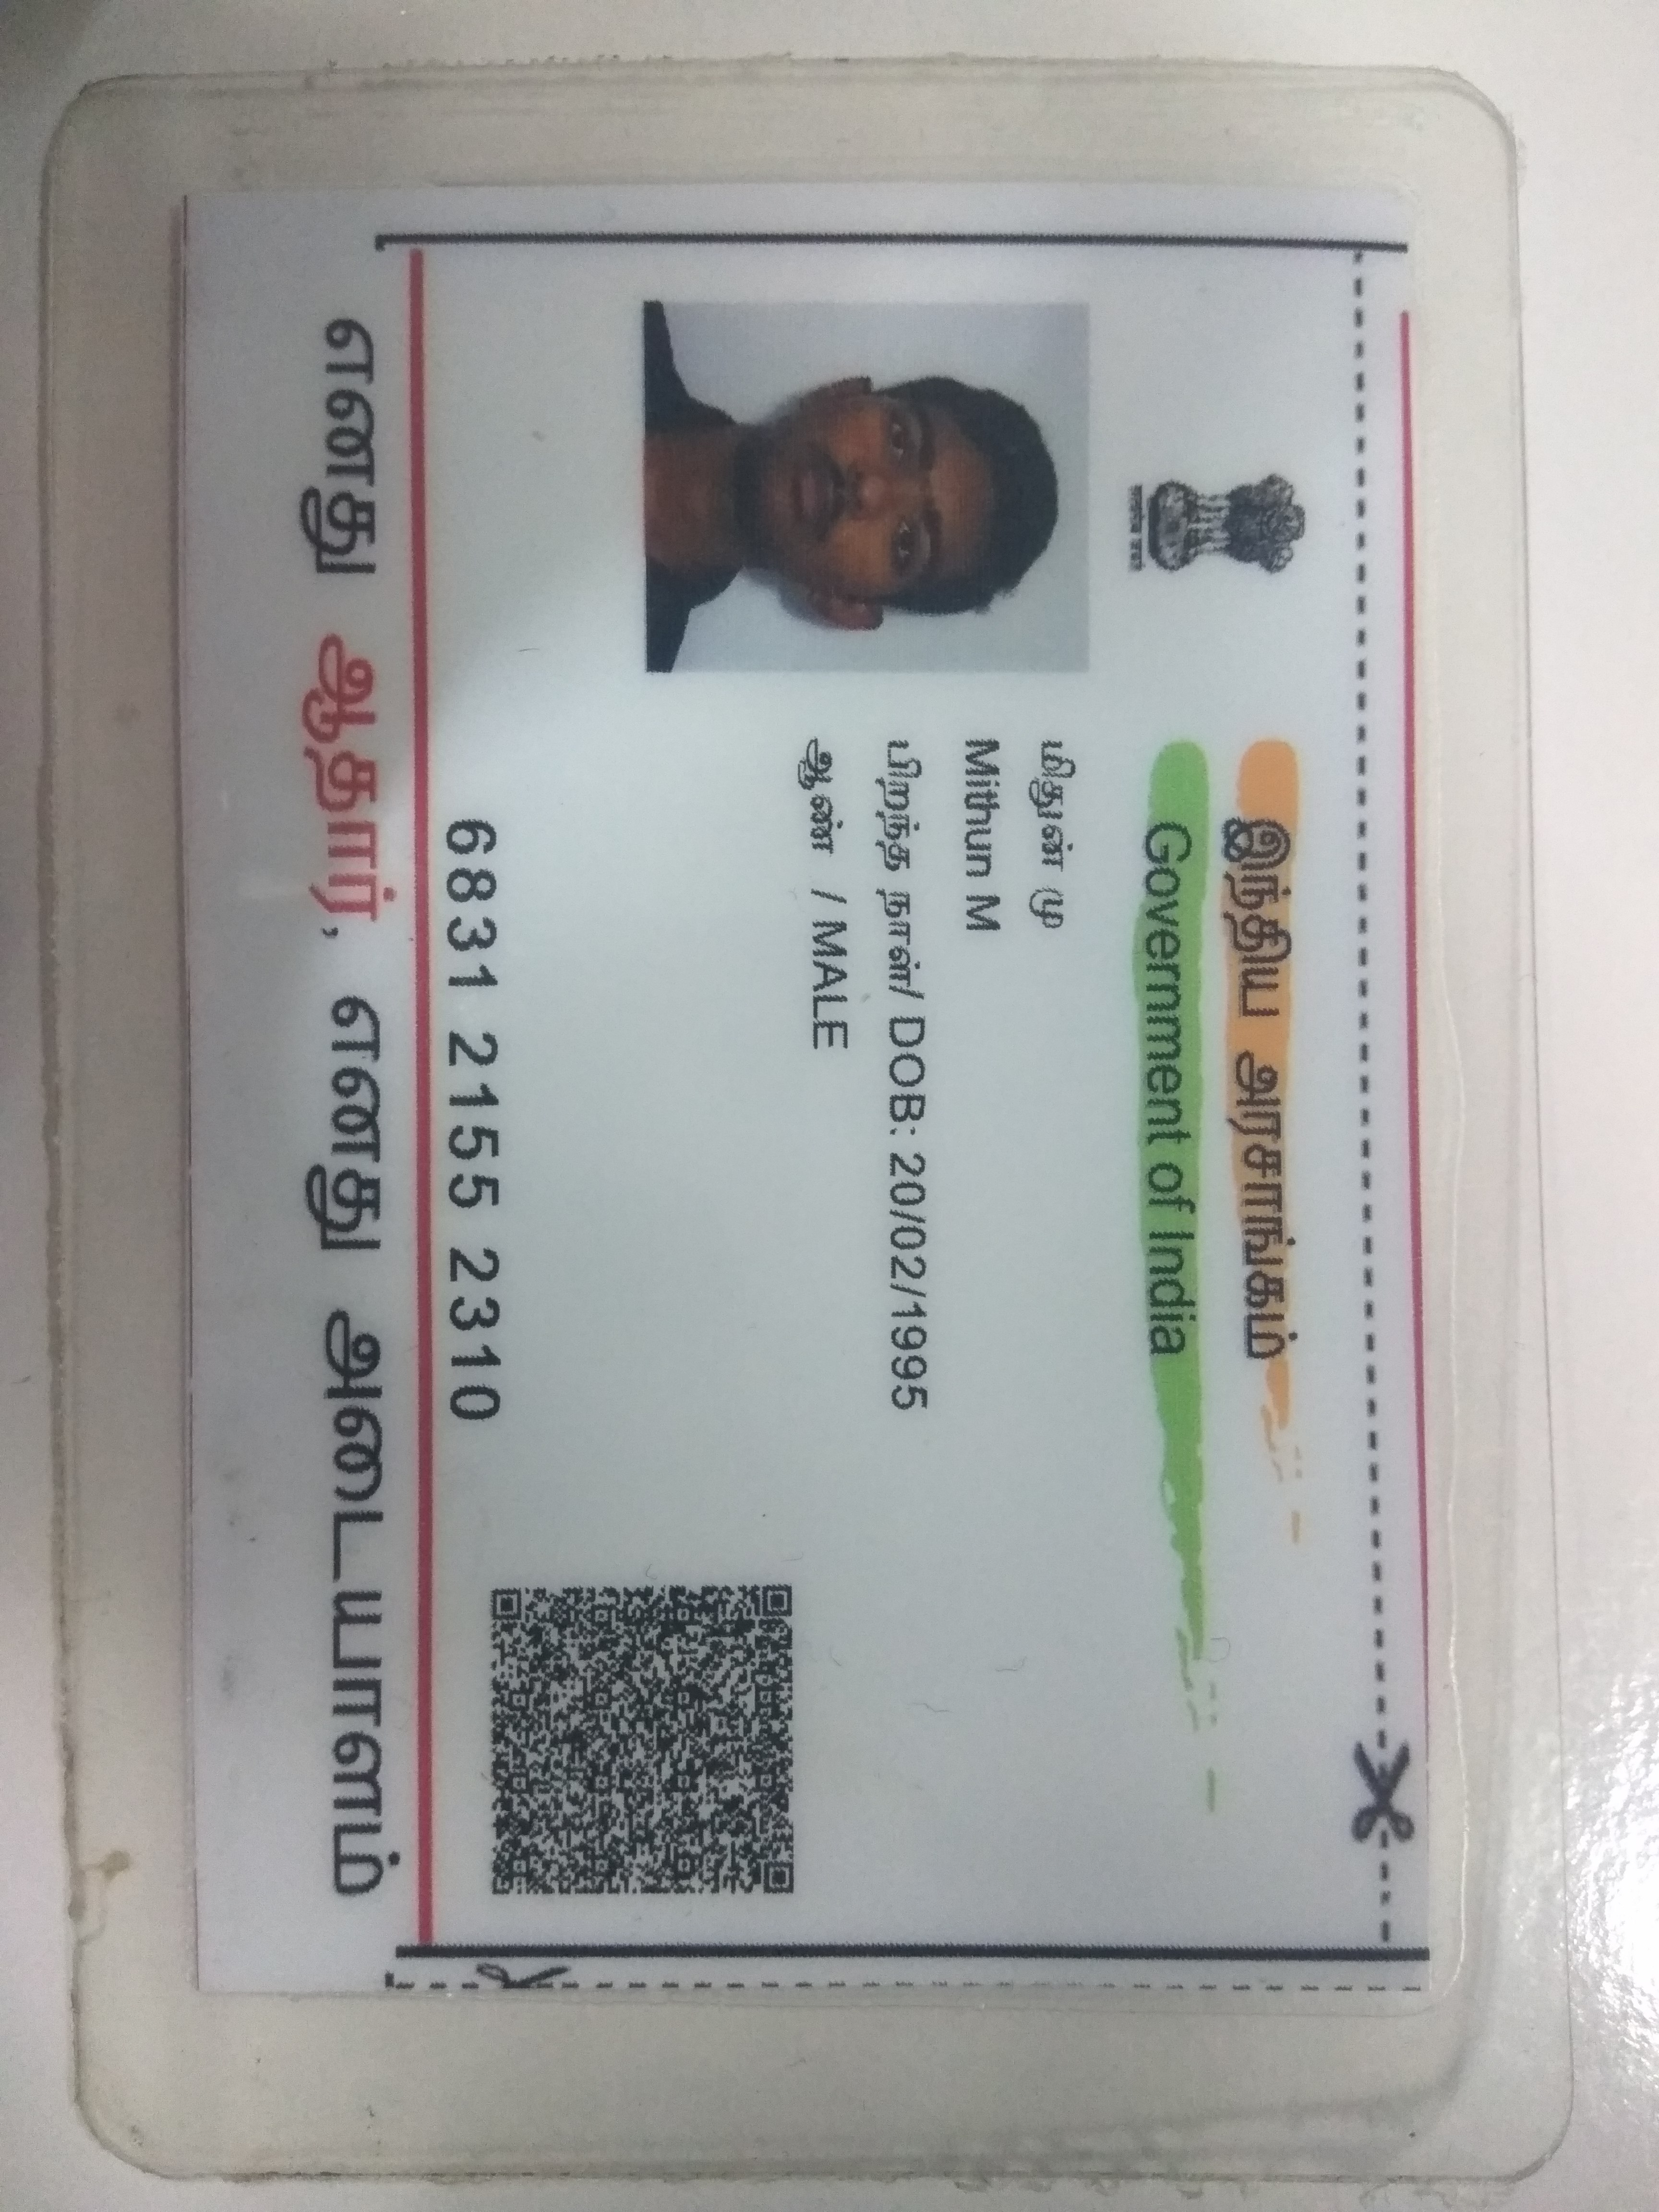 இந்திய அரசாங்கம்
Government of India
மிதுன் மு
Mithun M
பிறந்த நாள்/ DOB: 20/02/1995
ஆண் / MALE
6831 2155 2310
எனது ஆதார், எனது அடையாளம்